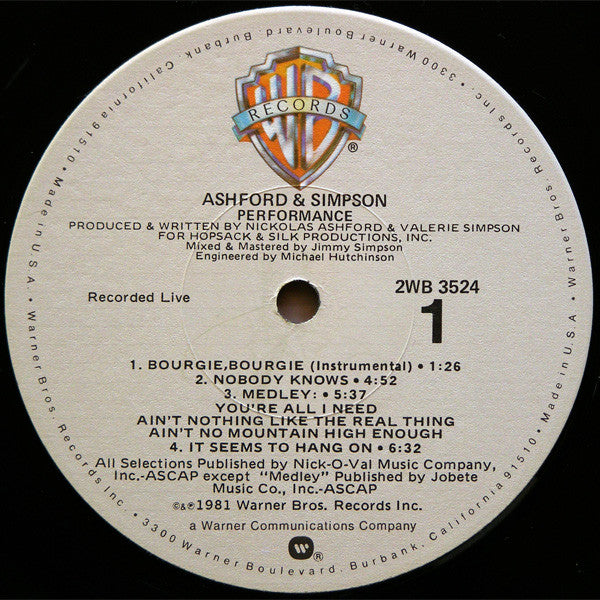 WB
RECORDS
®
ASHFORD & SIMPSON
PERFORMANCE
PRODUCED & WRITTEN BY NICKOLAS ASHFORD & VALERIE SIMPSON
FOR HOPSACK & SILK PRODUCTIONS, INC.
Mixed & Mastered by Jimmy Simpson
Engineered by Michael Hutchinson
Recorded Live
2WB 3524
1
1. BOURGIE,BOURGIE (Instrumental) • 1:26
2. NOBODY KNOWS • 4:52
3. MEDLEY: • 5:37
YOU'RE ALL I NEED
AIN'T NOTHING LIKE THE REAL THING
AIN'T NO MOUNTAIN HIGH ENOUGH
4. IT SEEMS TO HANG ON • 6:32
All Selections Published by Nick-O-Val Music Company,
Inc.-ASCAP except "Medley" Published by Jobete
Music Co., Inc.-ASCAP
©&℗1981 Warner Bros. Records Inc.
a Warner Communications Company
®
Made in U.S.A. • Warner Bros. Records Inc. • 3300 Warner Boulevard, Burbank, California 91510 • Made in U.S.A. • Warner Bros. Records Inc. • 3300 Warner Boulevard, Burbank, California 91510 •